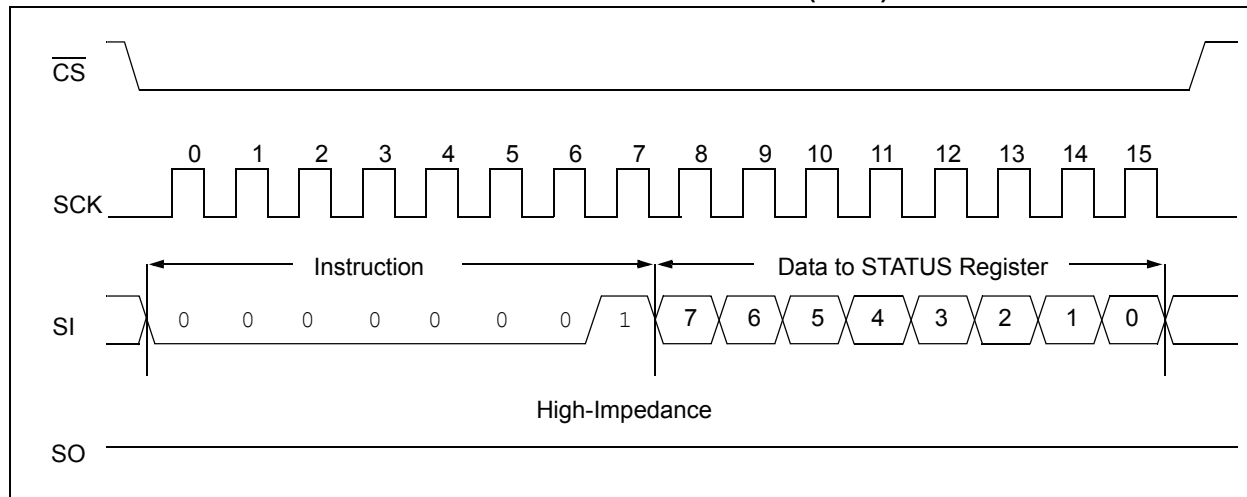 CS
0 1 2 3 4 5 6 7 8 9 10 11 12 13 14 15
SCK
Instruction Data to STATUS Register
SI 0 0 0 0 0 0 0 1 7 6 5 4 3 2 1 0
High-Impedance
SO